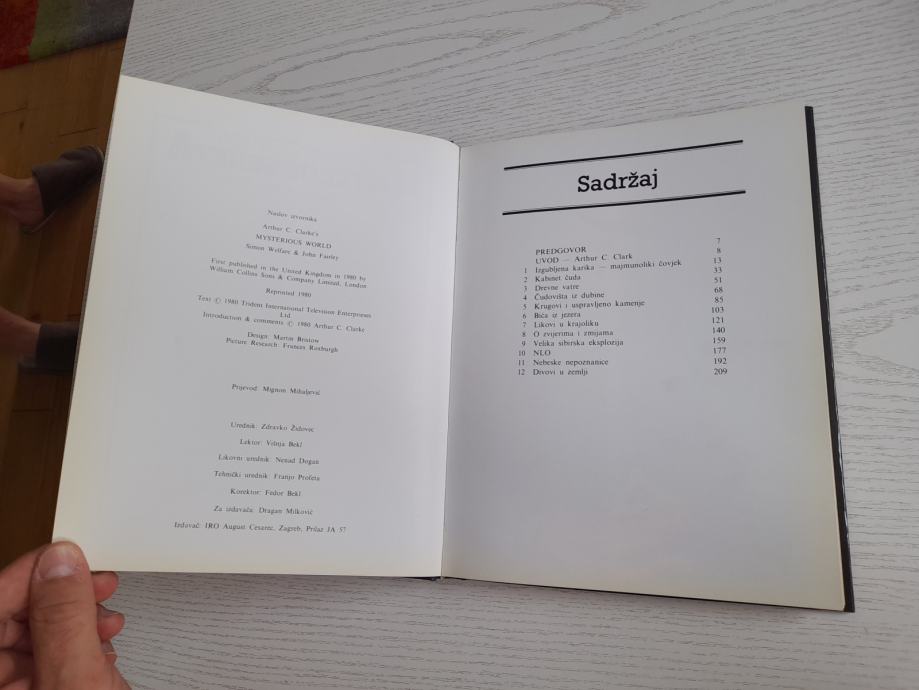 Naslov izvornika
Arthur C. Clarke's
MYSTERIOUS WORLD
Simon Welfare & John Fairley
First published in the United Kingdom in 1980 by
William Collins Sons & Company Limited, London
Reprinted 1980
Text © 1980 Trident International Television Enterprises
Ltd
Introduction & comments © 1980 Arthur C. Clarke
Design: Martin Bristow
Picture Research: Frances Roxburgh
Prijevod: Mignon Mihaljević
Urednik: Zdravko Židovec
Lektor: Višnja Bekl
Likovni urednik: Nenad Dogan
Tehnički urednik: Franjo Profeta
Korektor: Fedor Bekl
Za izdavača: Dragan Milković
Izdavač: IRO August Cesarec, Zagreb, Prilaz JA 57
Sadržaj
PREDGOVOR 7
UVOD — Arthur C. Clark 8
1 Izgubljena karika — majmunoliki čovjek 13
2 Kabinet čuda 33
3 Drevne vatre 51
4 Čudovišta iz dubine 68
5 Krugovi i uspravljeno kamenje 85
6 Bića iz jezera 103
7 Likovi u krajoliku 121
8 O zvijerima i zmijama 140
9 Velika sibirska eksplozija 159
10 NLO 177
11 Nebeske nepoznanice 192
12 Divovi u zemlji 209